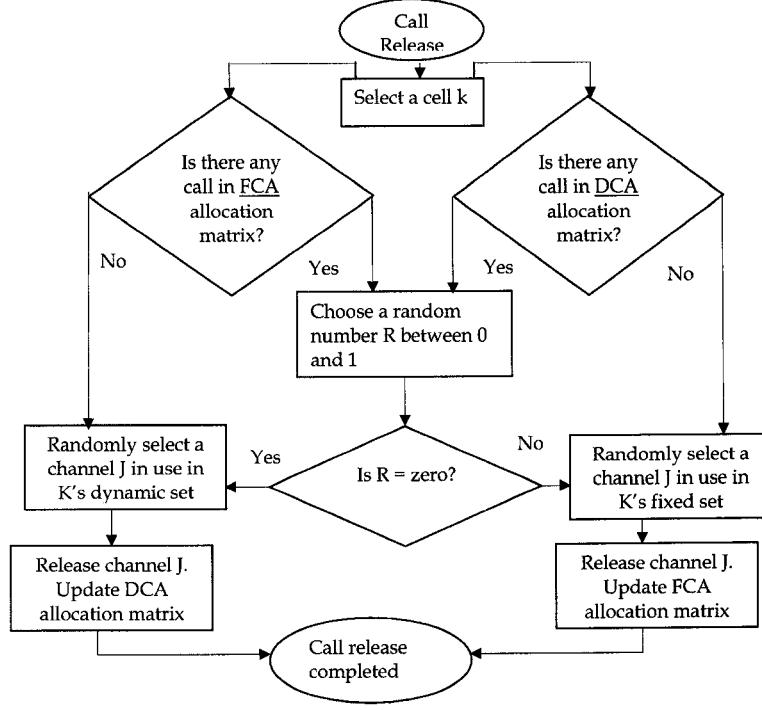 Call
Release
Select a cell k
Is there any
call in FCA
allocation
matrix?
Is there any
call in DCA
allocation
matrix?
No
Yes
Yes
No
Choose a random
number R between 0
and 1
Randomly select a
channel J in use in
K's dynamic set
Yes
Is R = zero?
No
Randomly select a
channel J in use in
K's fixed set
Release channel J.
Update DCA
allocation matrix
Release channel J.
Update FCA
allocation matrix
Call release
completed